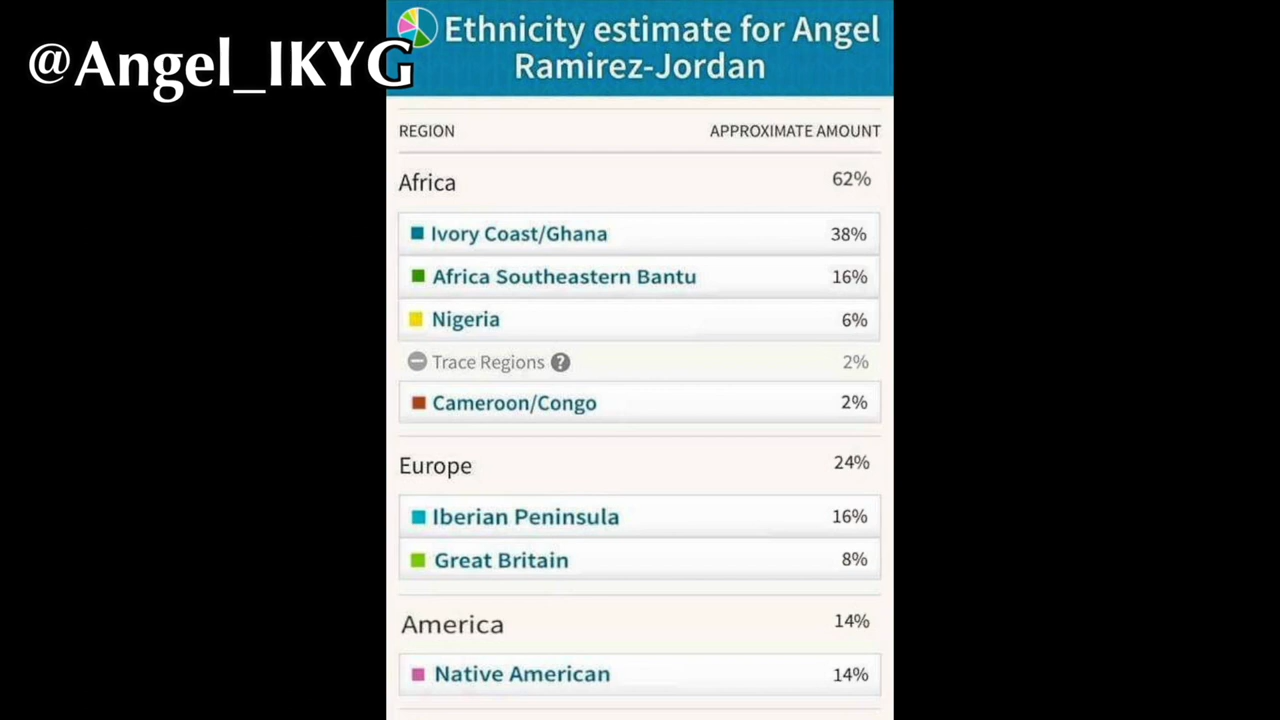 @Angel_IKYG
Ethnicity estimate for Angel
Ramirez-Jordan
REGION APPROXIMATE AMOUNT
Africa 62%
Ivory Coast/Ghana 38%
Africa Southeastern Bantu 16%
Nigeria 6%
Trace Regions ? 2%
Cameroon/Congo 2%
Europe 24%
Iberian Peninsula 16%
Great Britain 8%
America 14%
Native American 14%